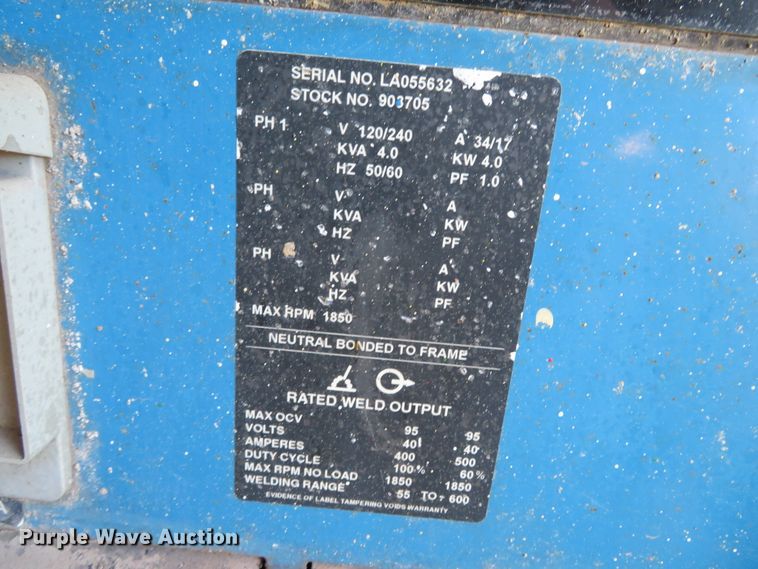 SERIAL NO. LA055632
STOCK NO. 903705
PH 1 V 120/240 A 34/17
KVA 4.0 KW 4.0
HZ 50/60 PF 1.0
PH V A
KVA KW
HZ PF
PH V A
KVA KW
HZ PF
MAX RPM 1850
NEUTRAL BONDED TO FRAME
RATED WELD OUTPUT
MAX OCV 95 95
VOLTS 40 40
AMPERES 400 500
DUTY CYCLE 100% 60%
MAX RPM NO LOAD 1850 1850
WELDING RANGE 55 TO 600
EVIDENCE OF LABEL TAMPERING VOIDS WARRANTY
Purple Wave Auction